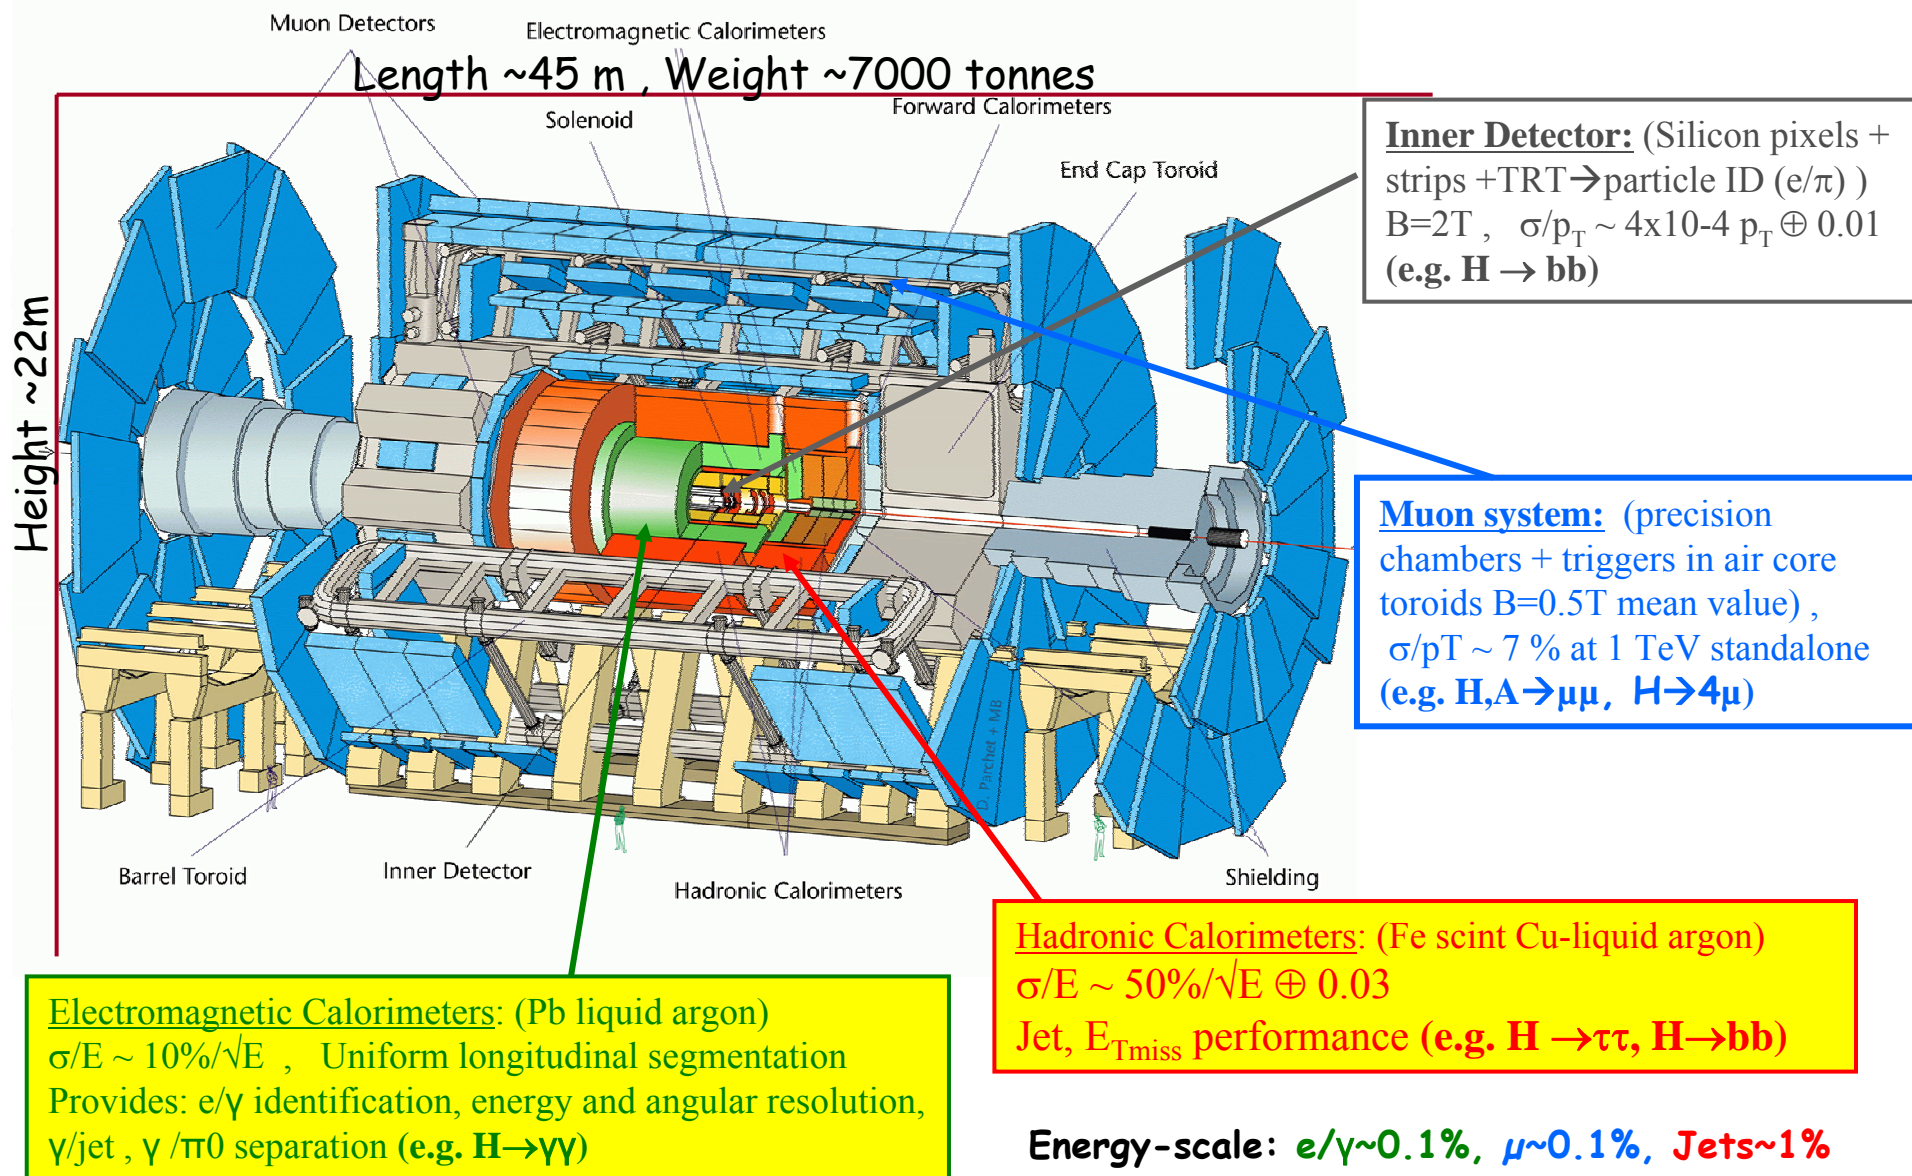 Muon Detectors
Electromagnetic Calorimeters
Length ~45 m , Weight ~7000 tonnes
Solenoid
Forward Calorimeters
End Cap Toroid
Height ~22m
Inner Detector: (Silicon pixels +
strips +TRT→particle ID (e/π) )
B=2T , σ/p_T ~ 4x10-4 p_T ⊕ 0.01
(e.g. H → bb)
Muon system: (precision
chambers + triggers in air core
toroids B=0.5T mean value) ,
σ/pT ~ 7 % at 1 TeV standalone
(e.g. H,A→μμ, H→4μ)
D. Parchet + MB
Barrel Toroid
Inner Detector
Hadronic Calorimeters
Shielding
Hadronic Calorimeters: (Fe scint Cu-liquid argon)
σ/E ~ 50%/√E ⊕ 0.03
Jet, E_Tmiss performance (e.g. H →ττ, H→bb)
Electromagnetic Calorimeters: (Pb liquid argon)
σ/E ~ 10%/√E , Uniform longitudinal segmentation
Provides: e/γ identification, energy and angular resolution,
γ/jet , γ /π0 separation (e.g. H→γγ)
Energy-scale: e/γ~0.1%, μ~0.1%, Jets~1%